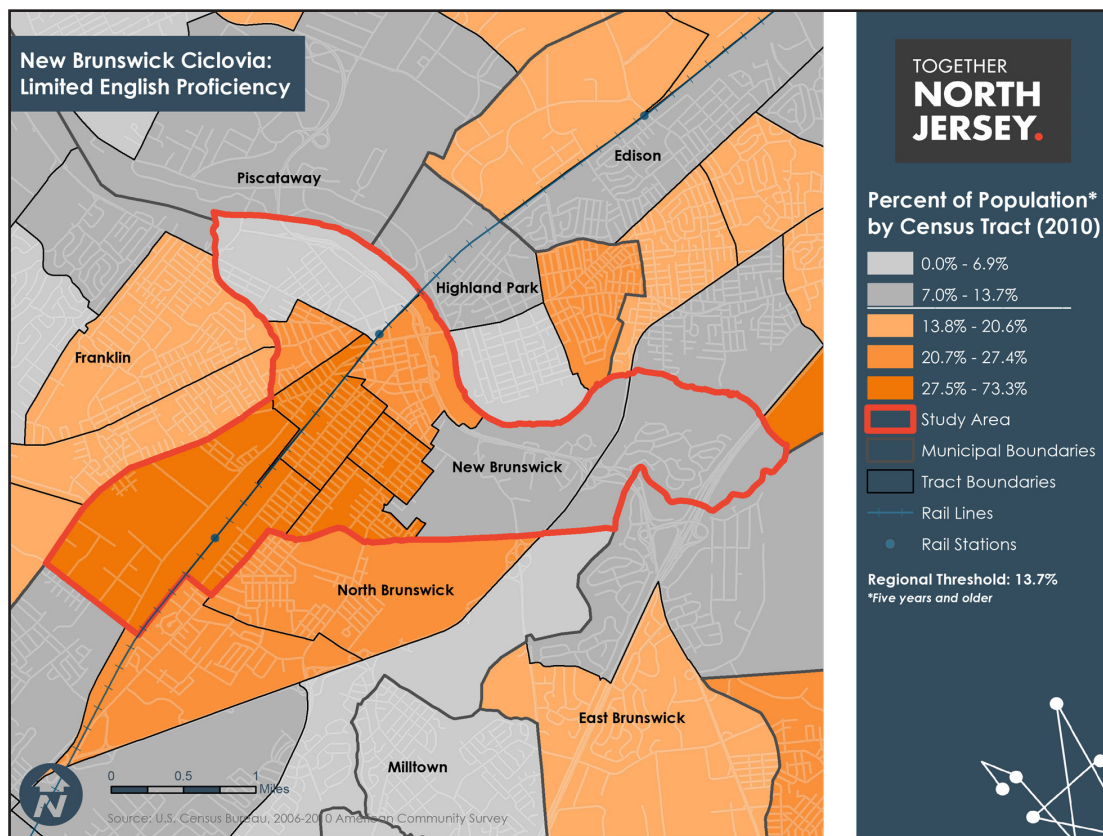 New Brunswick Ciclovia:
Limited English Proficiency
Piscataway
Edison
Highland Park
Franklin
New Brunswick
North Brunswick
East Brunswick
Milltown
N
0 0.5 1
Miles
Source: U.S. Census Bureau, 2006-2010 American Community Survey
TOGETHER
NORTH
JERSEY.
Percent of Population*
by Census Tract (2010)
0.0% - 6.9%
7.0% - 13.7%
13.8% - 20.6%
20.7% - 27.4%
27.5% - 73.3%
Study Area
Municipal Boundaries
Tract Boundaries
Rail Lines
Rail Stations
Regional Threshold: 13.7%
*Five years and older